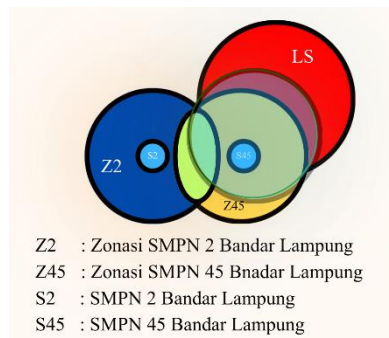 LS
Z2
S2
S45
Z45
Z2 : Zonasi SMPN 2 Bandar Lampung
Z45 : Zonasi SMPN 45 Bnadar Lampung
S2 : SMPN 2 Bandar Lampung
S45 : SMPN 45 Bandar Lampung